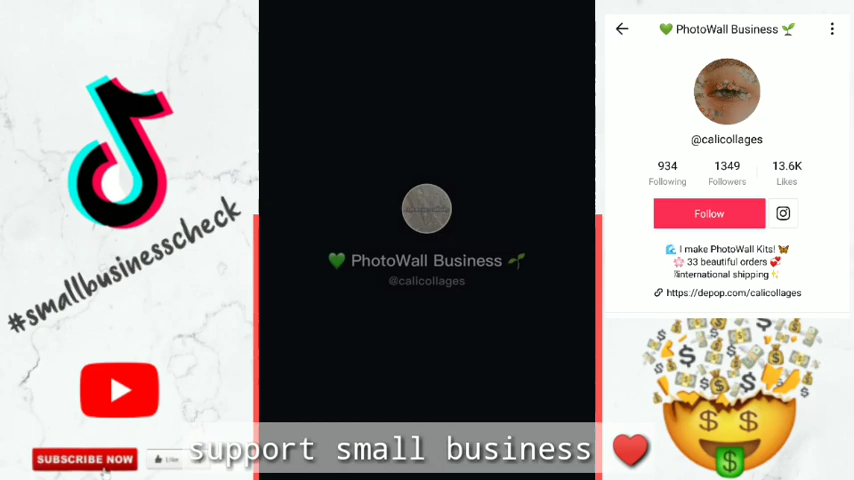 #smallbusinesscheck
SUBSCRIBE NOW
Like
💚 PhotoWall Business 🌱
@calicollages
💚 PhotoWall Business 🌱
@calicollages
934 1349 13.6K
Following Followers Likes
Follow
🌊 I make PhotoWall Kits! 🦋
🌸 33 beautiful orders 💞
international shipping✨
https://depop.com/calicollages
support small business ♥